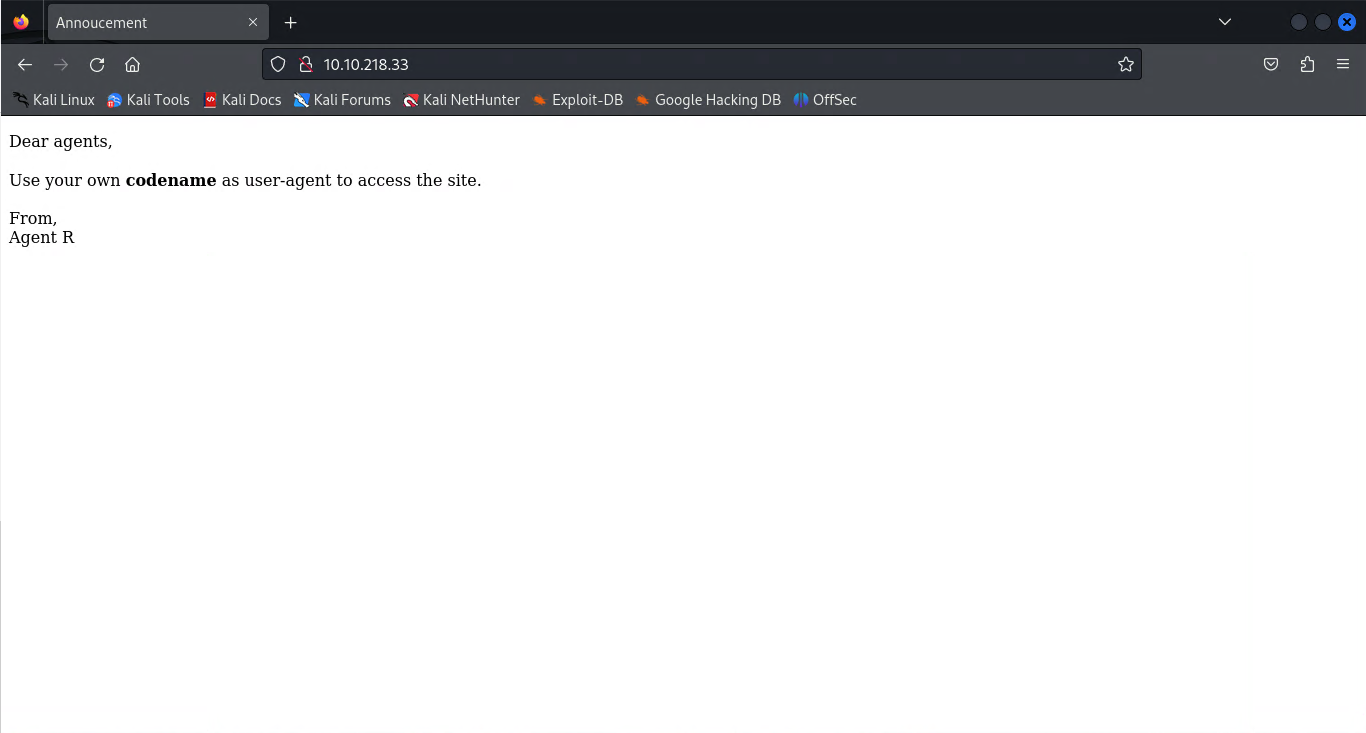 Annoucement
10.10.218.33
Kali Linux Kali Tools Kali Docs Kali Forums Kali NetHunter Exploit-DB Google Hacking DB OffSec
Dear agents,
Use your own codename as user-agent to access the site.
From,
Agent R